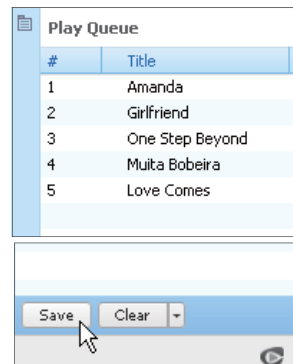 Play Queue
# Title
1 Amanda
2 Girlfriend
3 One Step Beyond
4 Muita Bobeira
5 Love Comes
Save Clear